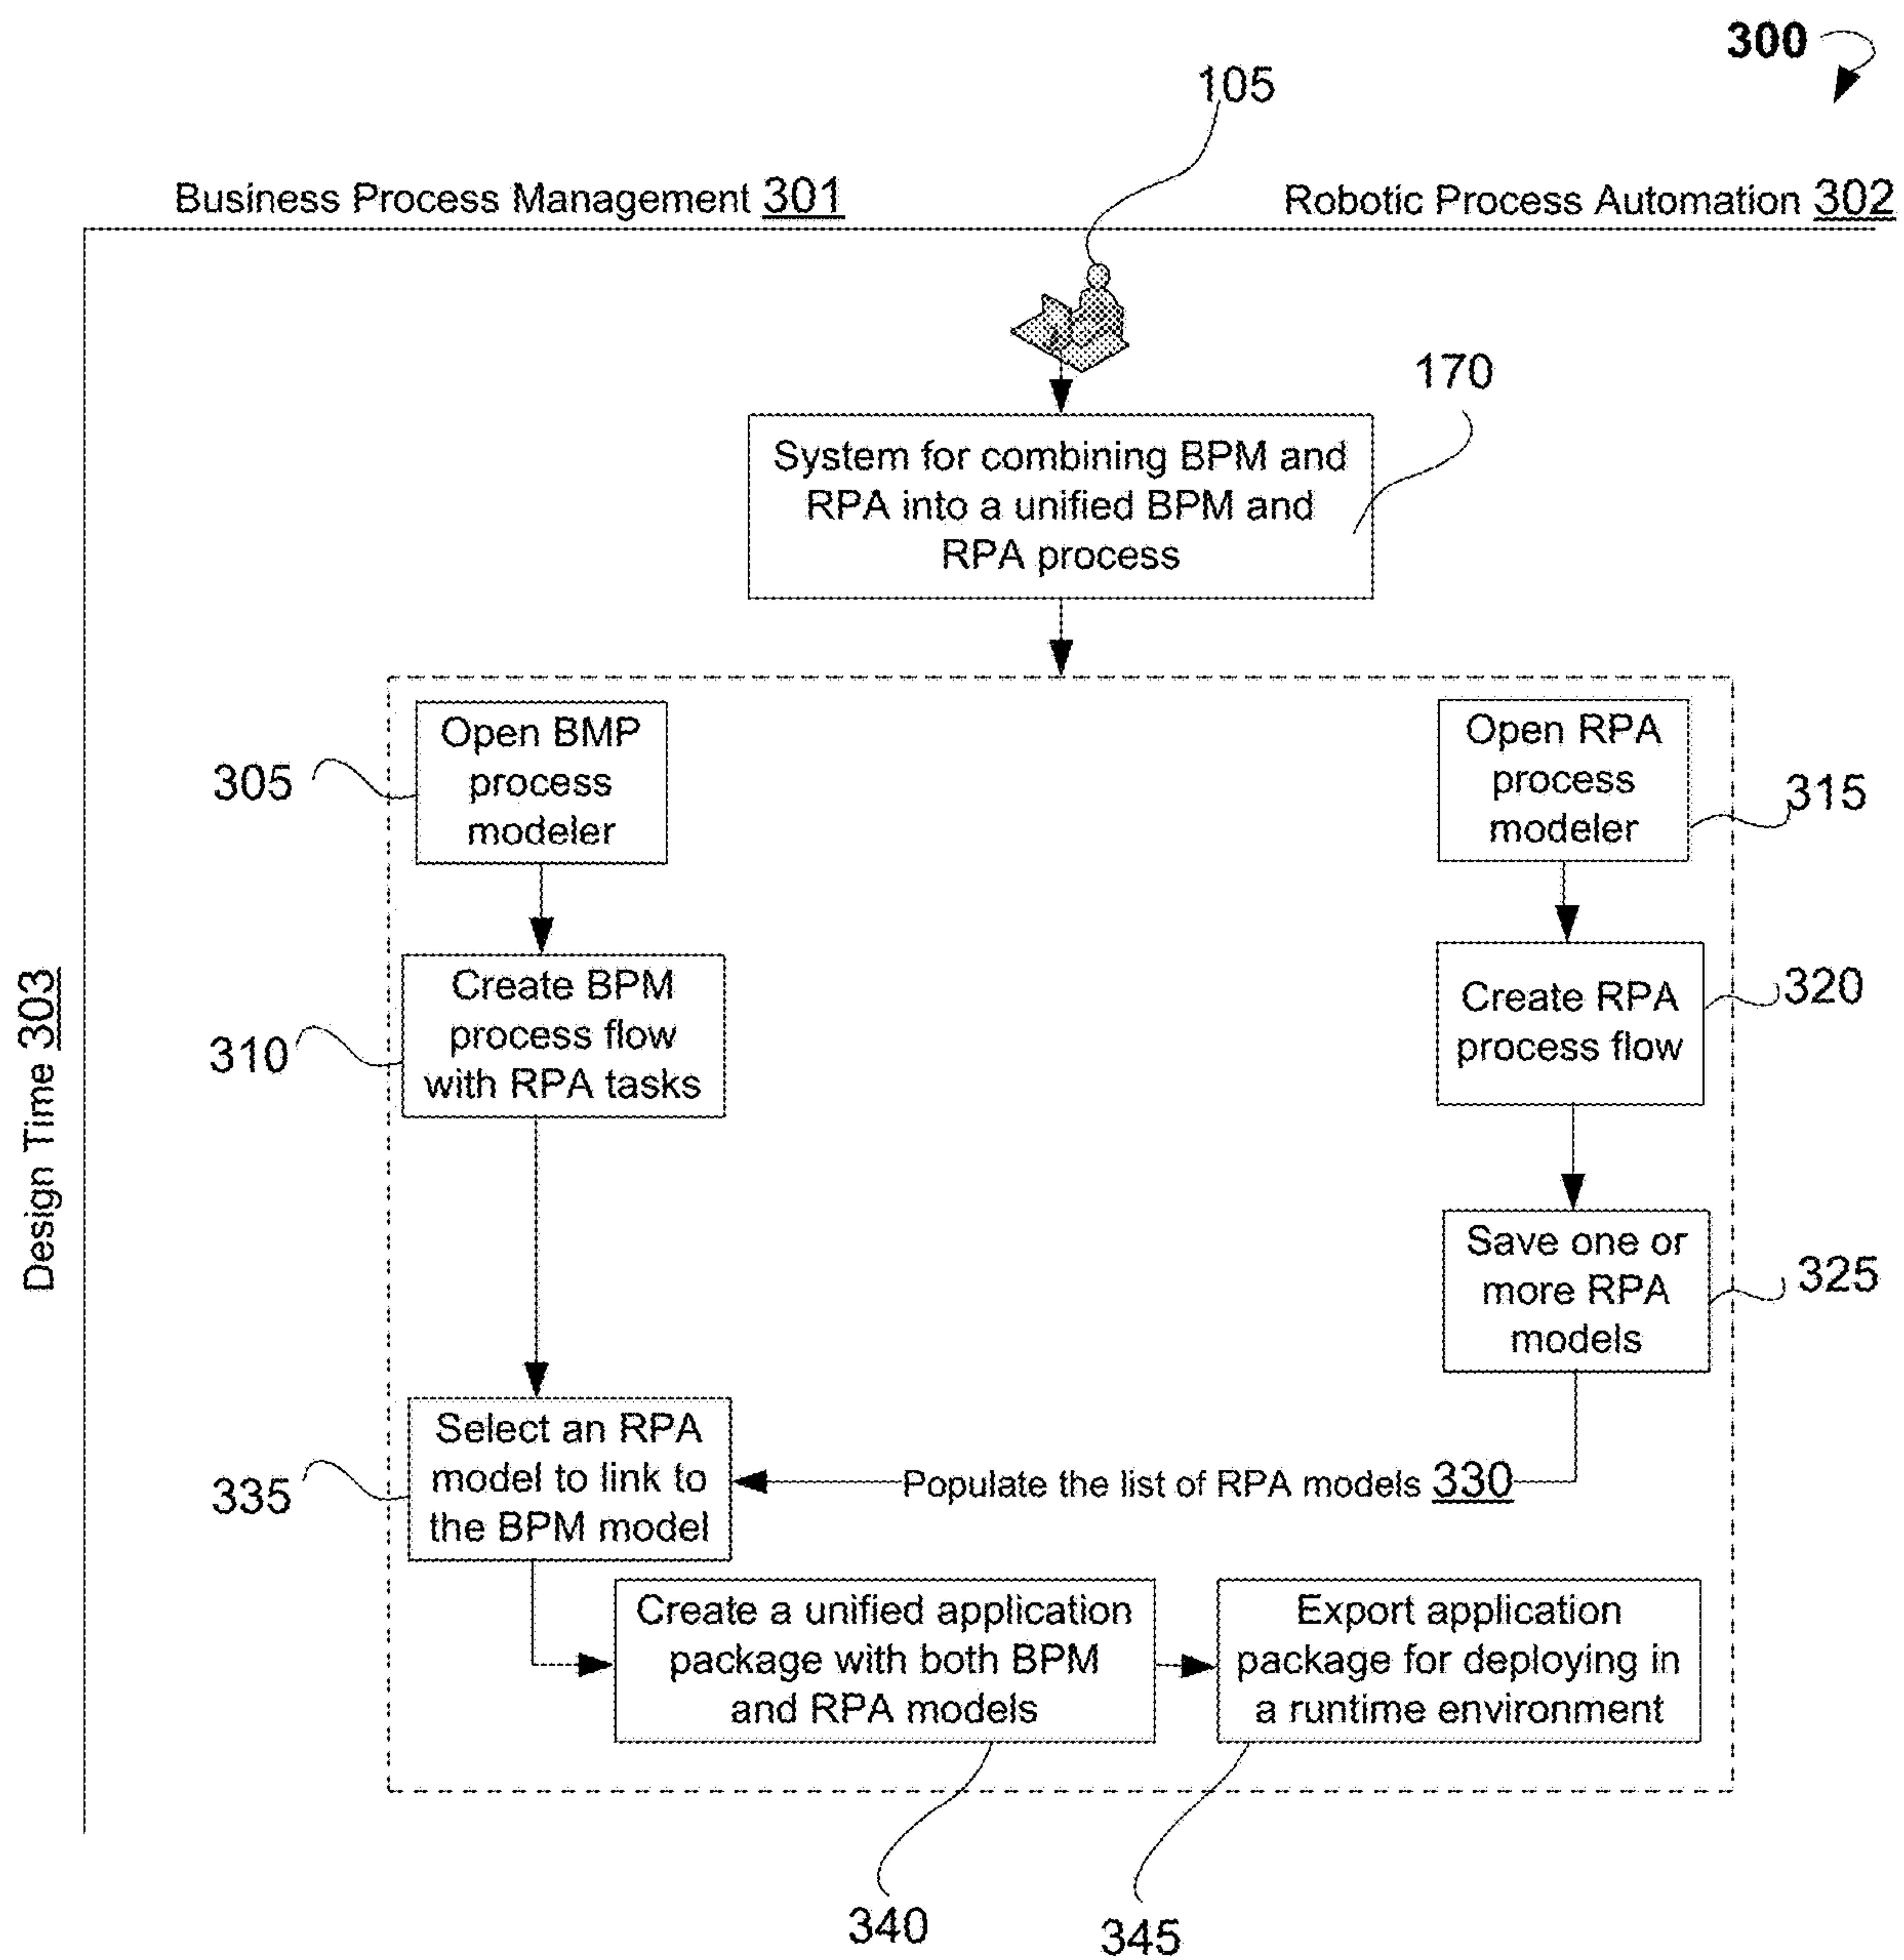 300
105
Business Process Management 301
Robotic Process Automation 302
170
System for combining BPM and
RPA into a unified BPM and
RPA process
Design Time 303
Open BMP
process
modeler
305
Open RPA
process
modeler
315
Create BPM
process flow
with RPA tasks
310
Create RPA
process flow
320
Save one or
more RPA
models
325
Select an RPA
model to link to
the BPM model
335
Populate the list of RPA models 330
Create a unified application
package with both BPM
and RPA models
Export application
package for deploying in
a runtime environment
340
345